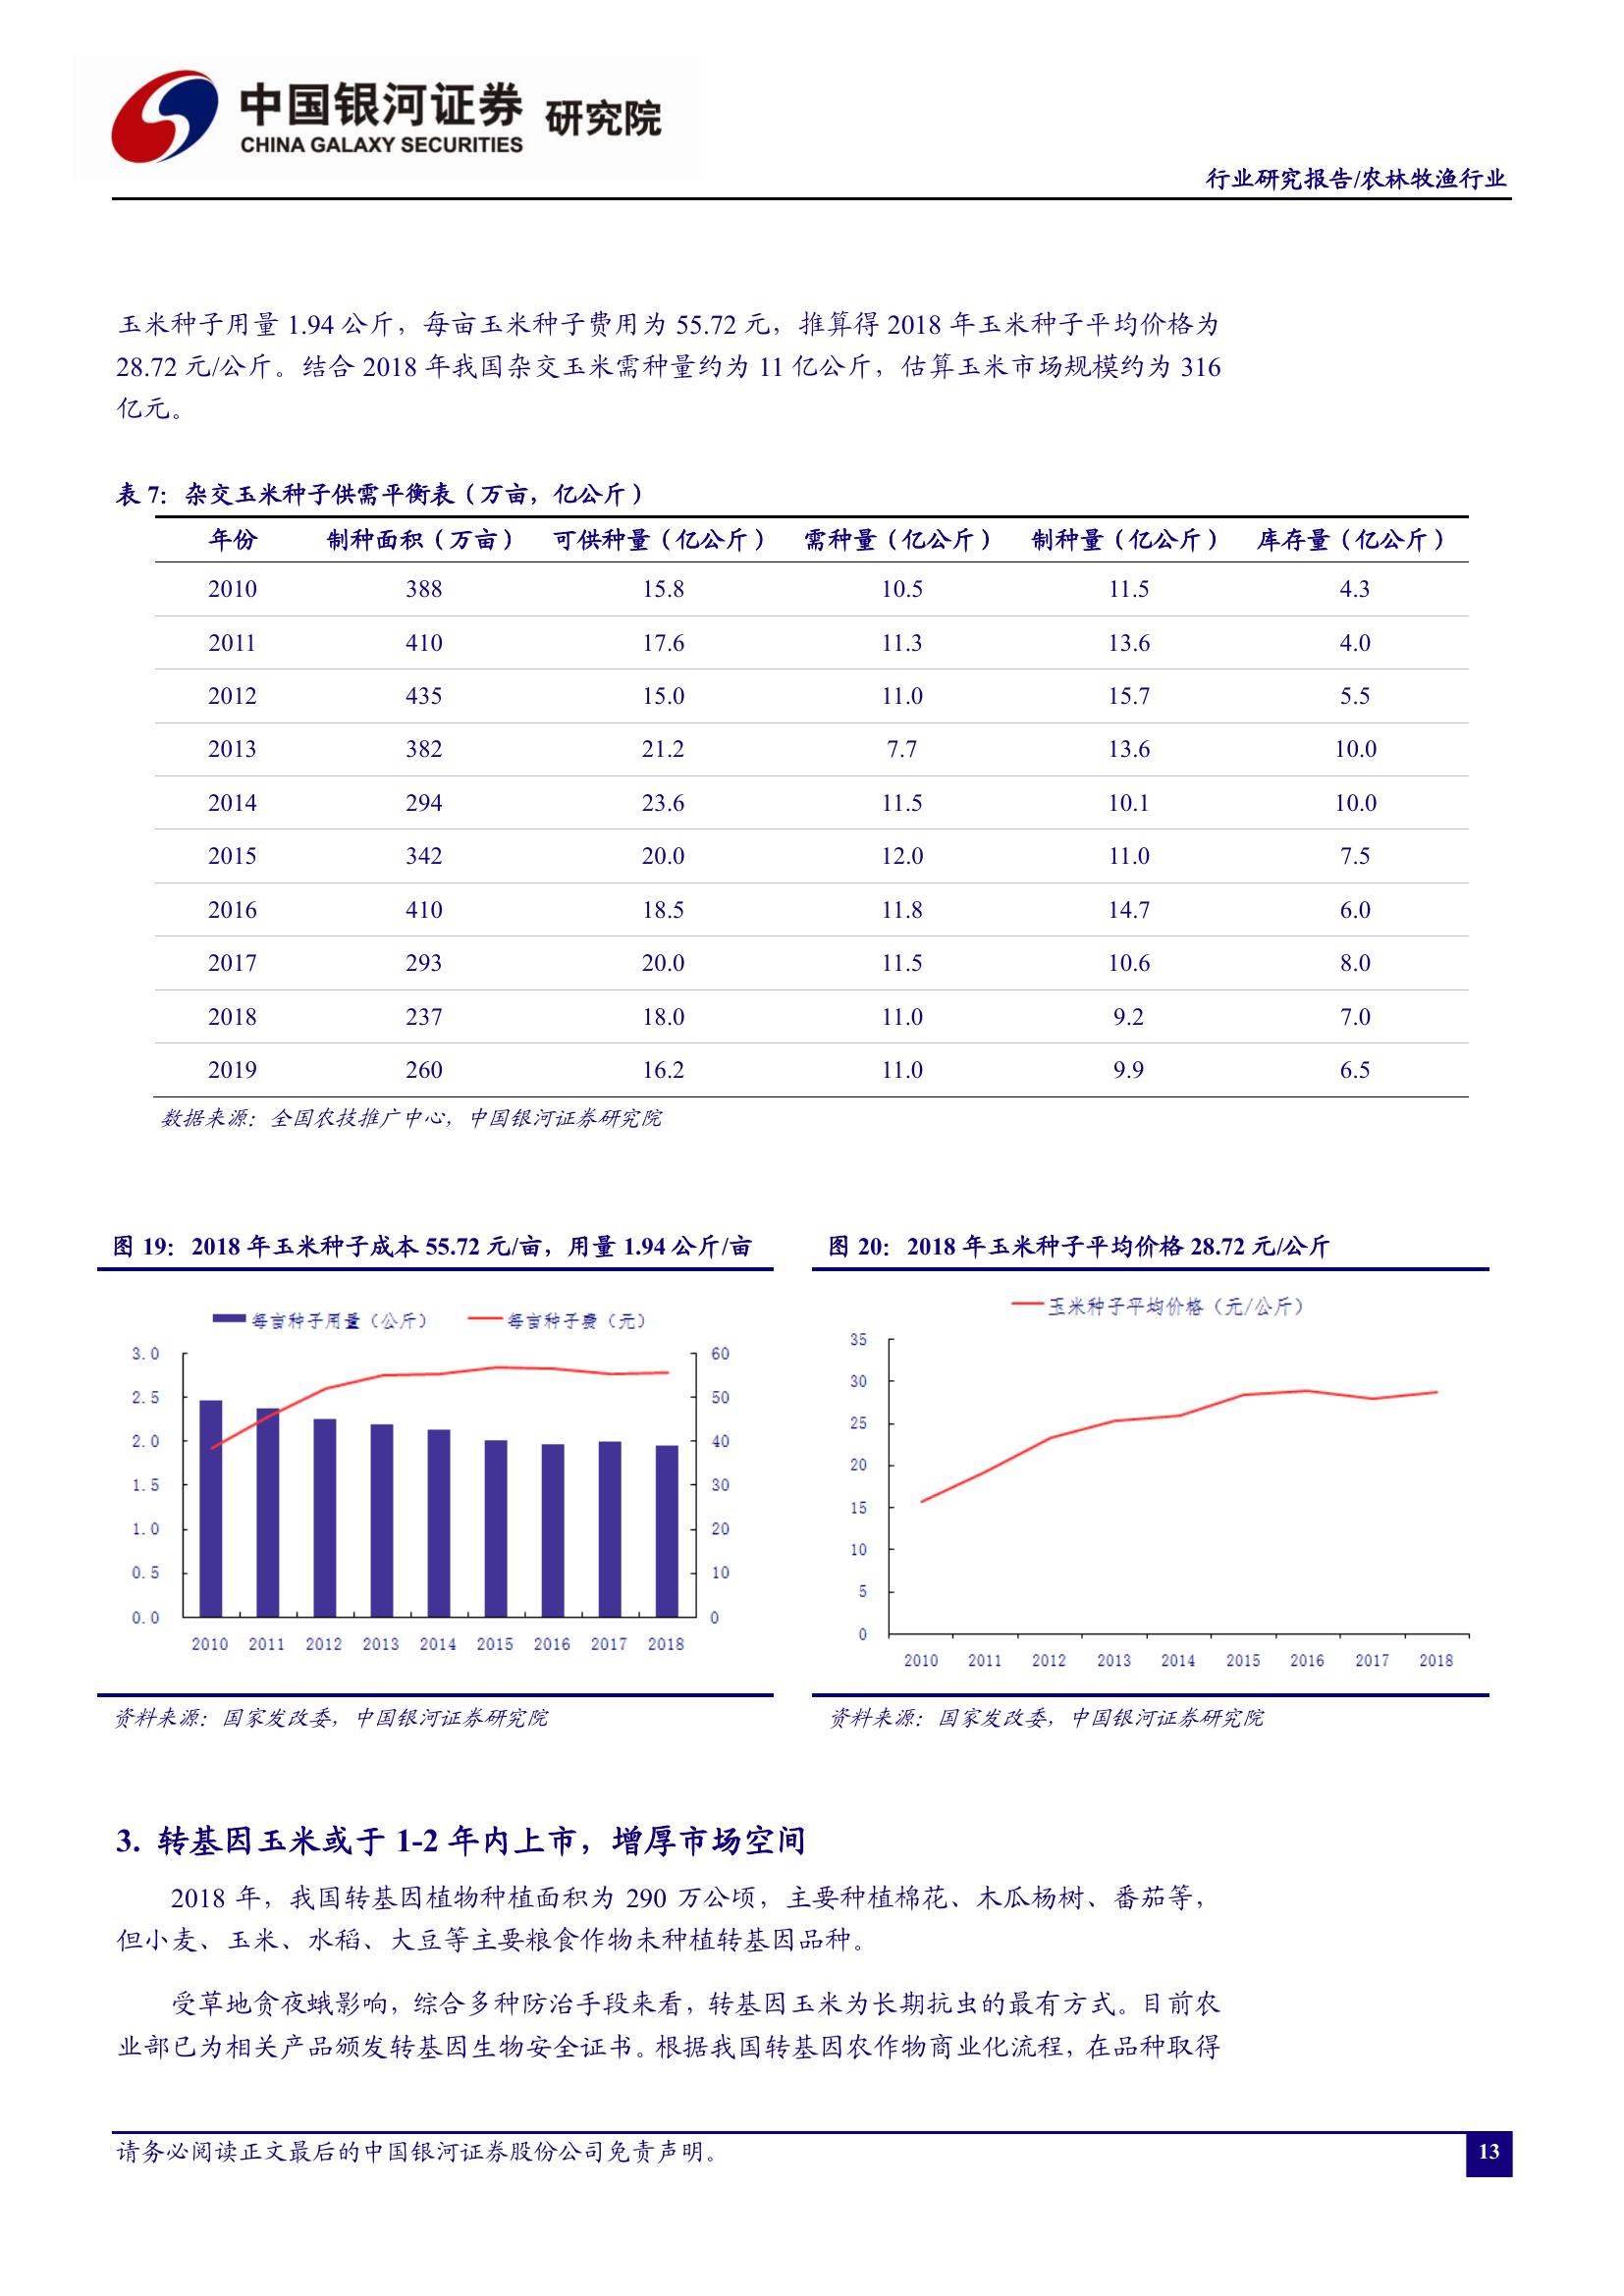 中国银河证券 研究院
CHINA GALAXY SECURITIES
行业研究报告/农林牧渔行业
玉米种子用量 1.94 公斤，每亩玉米种子费用为 55.72 元，推算得 2018 年玉米种子平均价格为
28.72 元/公斤。结合 2018 年我国杂交玉米需种量约为 11 亿公斤，估算玉米市场规模约为 316
亿元。
表 7：杂交玉米种子供需平衡表（万亩，亿公斤）
年份 制种面积（万亩） 可供种量（亿公斤） 需种量（亿公斤） 制种量（亿公斤） 库存量（亿公斤）
2010 388 15.8 10.5 11.5 4.3
2011 410 17.6 11.3 13.6 4.0
2012 435 15.0 11.0 15.7 5.5
2013 382 21.2 7.7 13.6 10.0
2014 294 23.6 11.5 10.1 10.0
2015 342 20.0 12.0 11.0 7.5
2016 410 18.5 11.8 14.7 6.0
2017 293 20.0 11.5 10.6 8.0
2018 237 18.0 11.0 9.2 7.0
2019 260 16.2 11.0 9.9 6.5
数据来源：全国农技推广中心，中国银河证券研究院
图 19：2018 年玉米种子成本 55.72 元/亩，用量 1.94 公斤/亩
每亩种子用量（公斤） 每亩种子费（元）
3.0 60
2.5 50
2.0 40
1.5 30
1.0 20
0.5 10
0.0 0
2010 2011 2012 2013 2014 2015 2016 2017 2018
资料来源：国家发改委，中国银河证券研究院
图 20：2018 年玉米种子平均价格 28.72 元/公斤
玉米种子平均价格（元/公斤）
35
30
25
20
15
10
5
0
2010 2011 2012 2013 2014 2015 2016 2017 2018
资料来源：国家发改委，中国银河证券研究院
3. 转基因玉米或于 1-2 年内上市，增厚市场空间
2018 年，我国转基因植物种植面积为 290 万公顷，主要种植棉花、木瓜杨树、番茄等，
但小麦、玉米、水稻、大豆等主要粮食作物未种植转基因品种。
受草地贪夜蛾影响，综合多种防治手段来看，转基因玉米为长期抗虫的最有方式。目前农
业部已为相关产品颁发转基因生物安全证书。根据我国转基因农作物商业化流程，在品种取得
请务必阅读正文最后的中国银河证券股份公司免责声明。
13